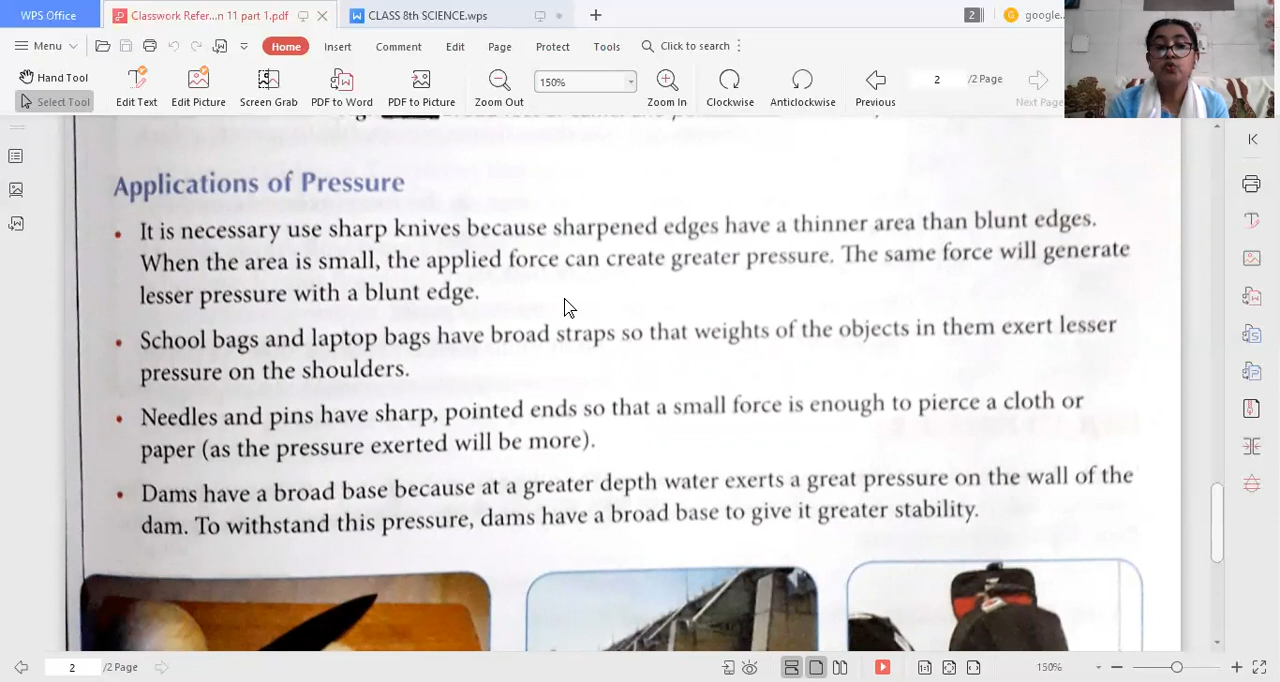 WPS Office
Classwork Refer...n 11 part 1.pdf
CLASS 8th SCIENCE.wps
2
google..
Menu
Home
Insert
Comment
Edit
Page
Protect
Tools
Click to search
Hand Tool
Select Tool
Edit Text
Edit Picture
Screen Grab
PDF to Word
PDF to Picture
Zoom Out
150%
Zoom In
Clockwise
Anticlockwise
Previous
2
/2 Page
Next Page
Applications of Pressure
• It is necessary use sharp knives because sharpened edges have a thinner area than blunt edges.
When the area is small, the applied force can create greater pressure. The same force will generate
lesser pressure with a blunt edge.
• School bags and laptop bags have broad straps so that weights of the objects in them exert lesser
pressure on the shoulders.
• Needles and pins have sharp, pointed ends so that a small force is enough to pierce a cloth or
paper (as the pressure exerted will be more).
• Dams have a broad base because at a greater depth water exerts a great pressure on the wall of the
dam. To withstand this pressure, dams have a broad base to give it greater stability.
2
/2 Page
150%